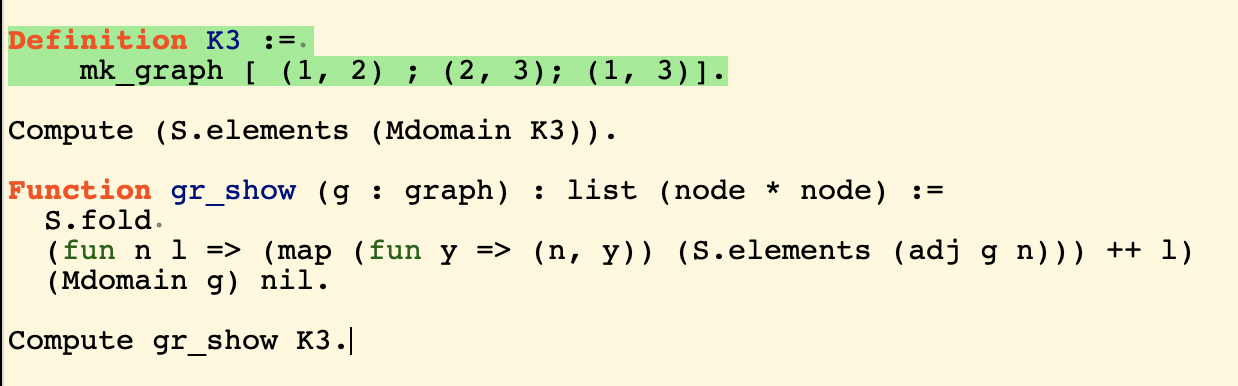 Definition K3 :=
    mk_graph [ (1, 2) ; (2, 3); (1, 3)].
Compute (S.elements (Mdomain K3)).
Function gr_show (g : graph) : list (node * node) :=
  S.fold
  (fun n l => (map (fun y => (n, y)) (S.elements (adj g n))) ++ l)
  (Mdomain g) nil.
Compute gr_show K3.